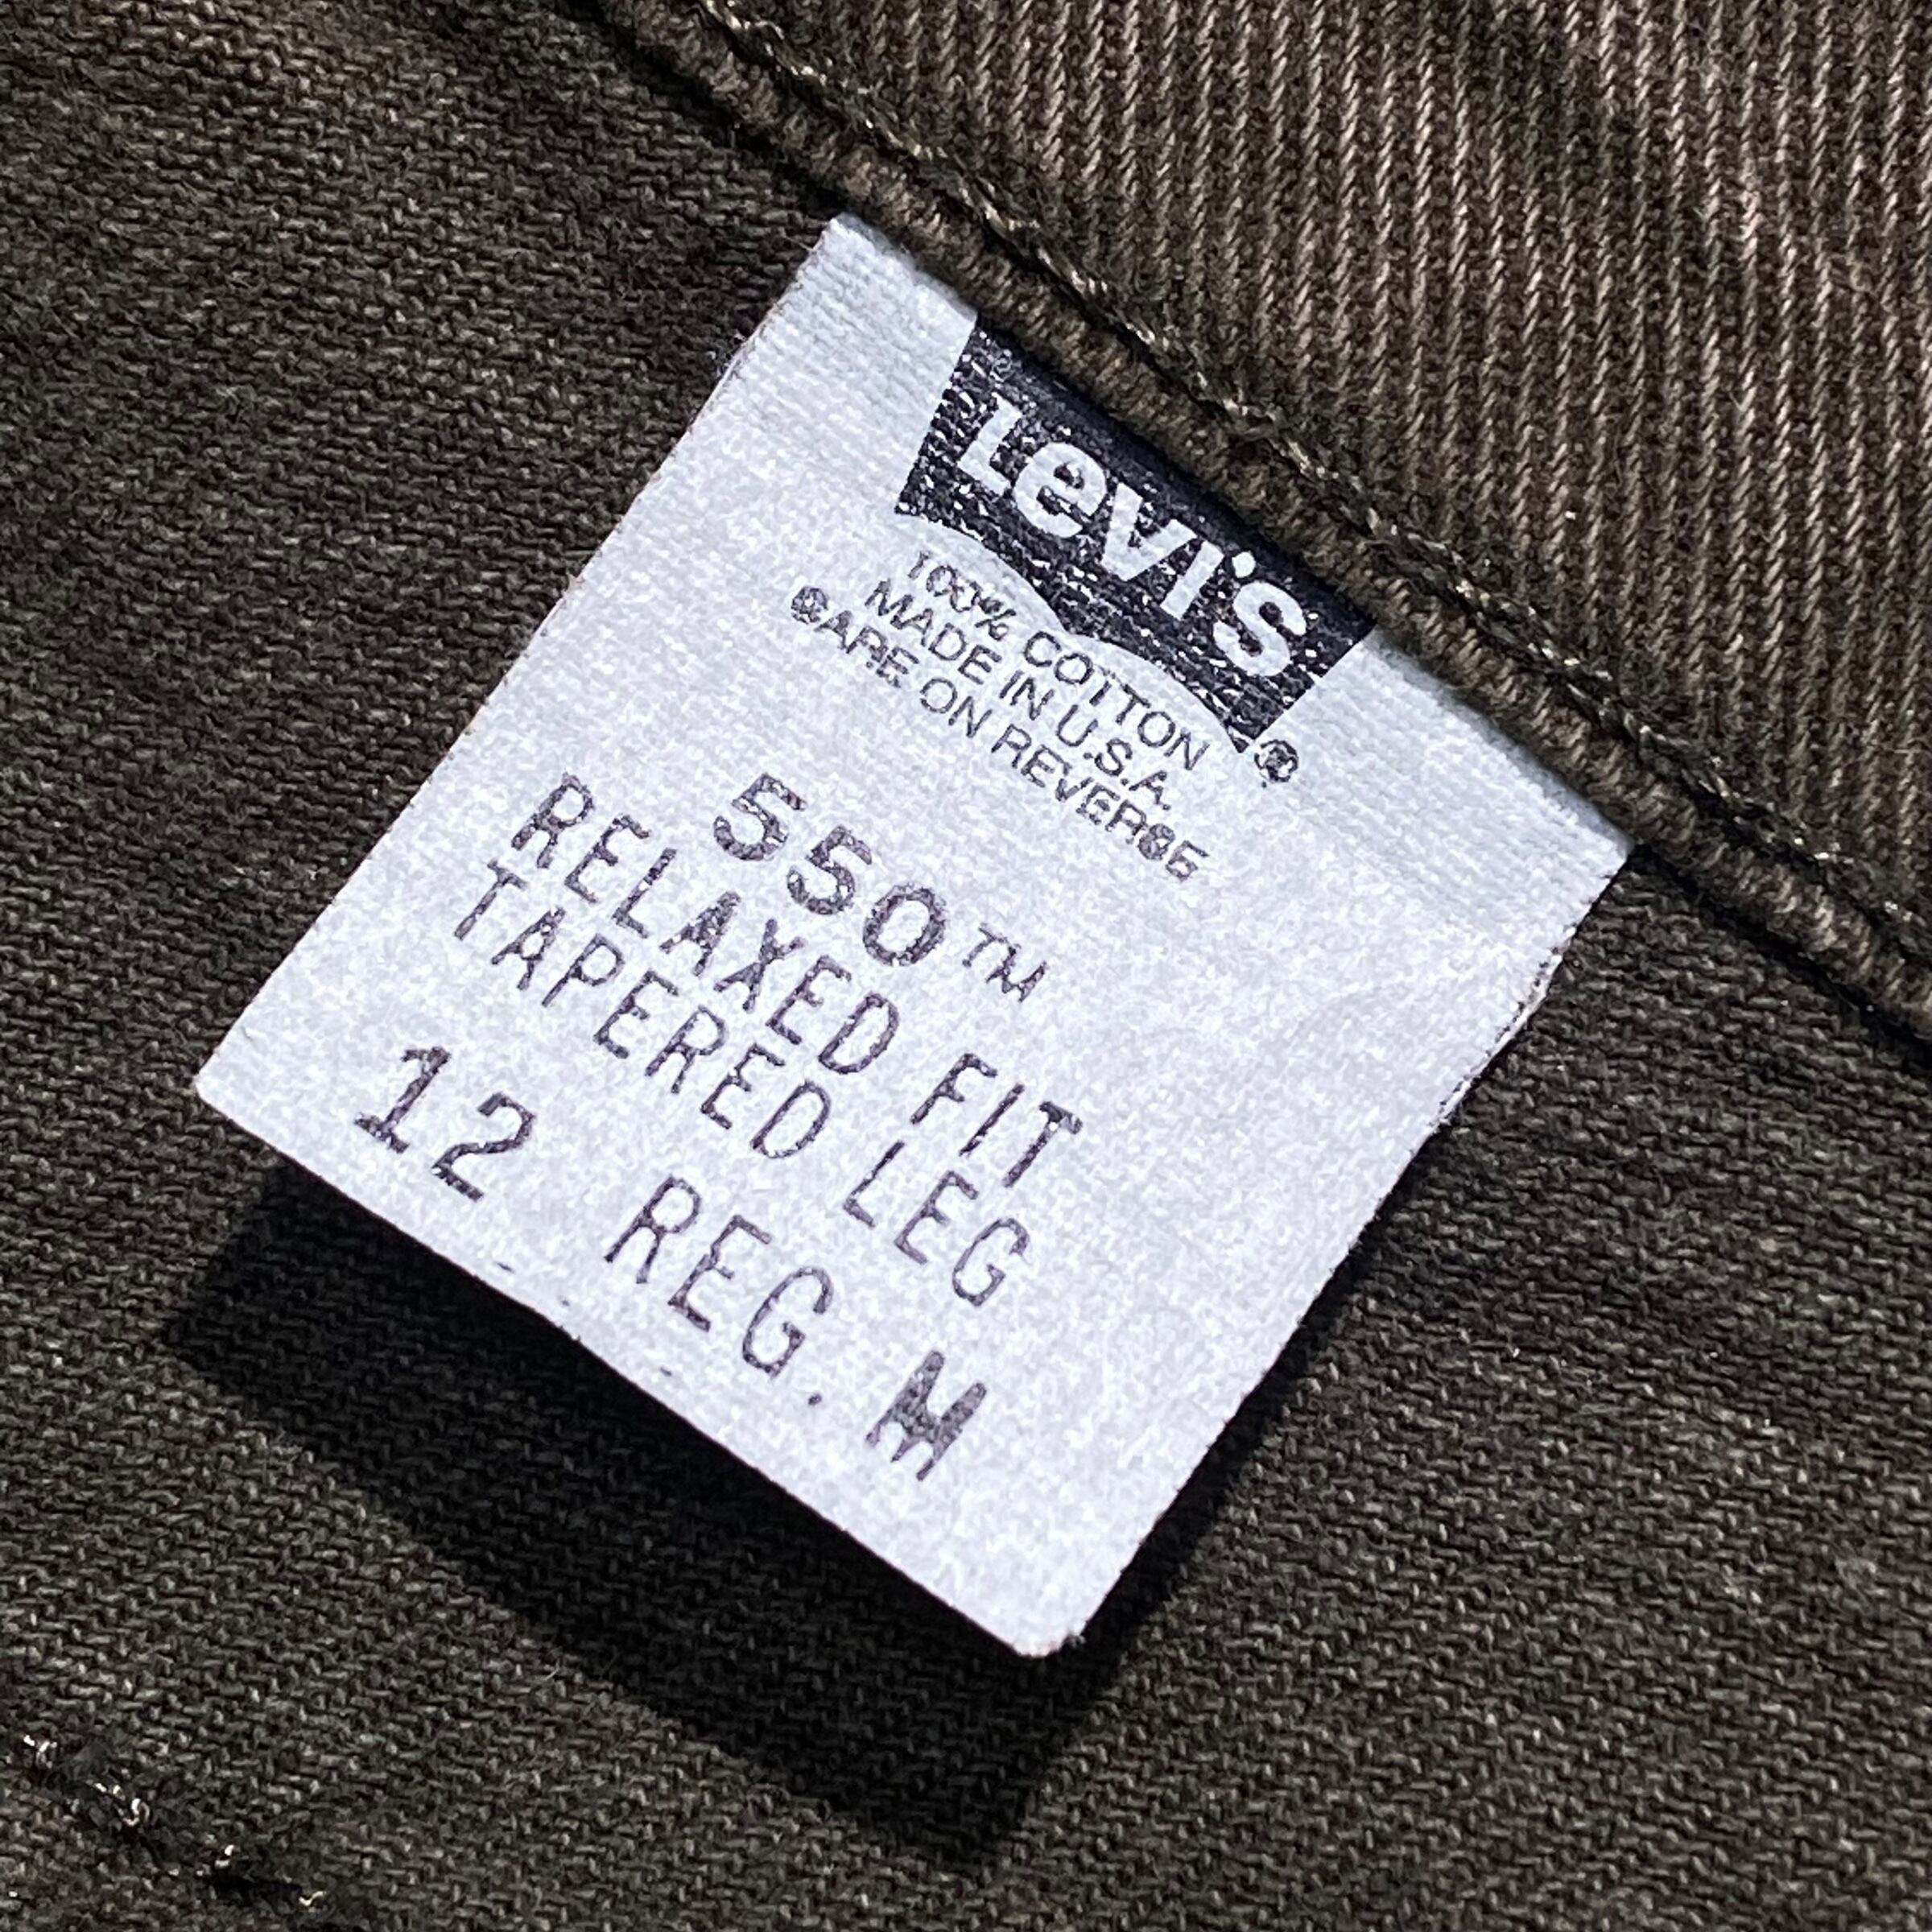 Levi's ®
100% COTTON
MADE IN U.S.A.
CARE ON REVERSE
550™
RELAXED FIT
TAPERED LEG
12 REG. M